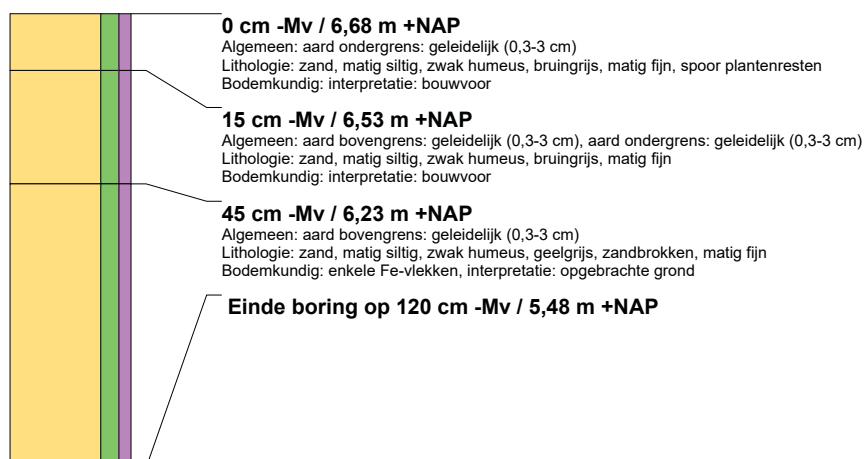 0 cm -Mv / 6,68 m +NAP
Algemeen: aard ondergrens: geleidelijk (0,3-3 cm)
Lithologie: zand, matig siltig, zwak humeus, bruingrijs, matig fijn, spoor plantenresten
Bodemkundig: interpretatie: bouwvoor
15 cm -Mv / 6,53 m +NAP
Algemeen: aard bovengrens: geleidelijk (0,3-3 cm), aard ondergrens: geleidelijk (0,3-3 cm)
Lithologie: zand, matig siltig, zwak humeus, bruingrijs, matig fijn
Bodemkundig: interpretatie: bouwvoor
45 cm -Mv / 6,23 m +NAP
Algemeen: aard bovengrens: geleidelijk (0,3-3 cm)
Lithologie: zand, matig siltig, zwak humeus, geelgrijs, zandbrokken, matig fijn
Bodemkundig: enkele Fe-vlekken, interpretatie: opgebrachte grond
Einde boring op 120 cm -Mv / 5,48 m +NAP